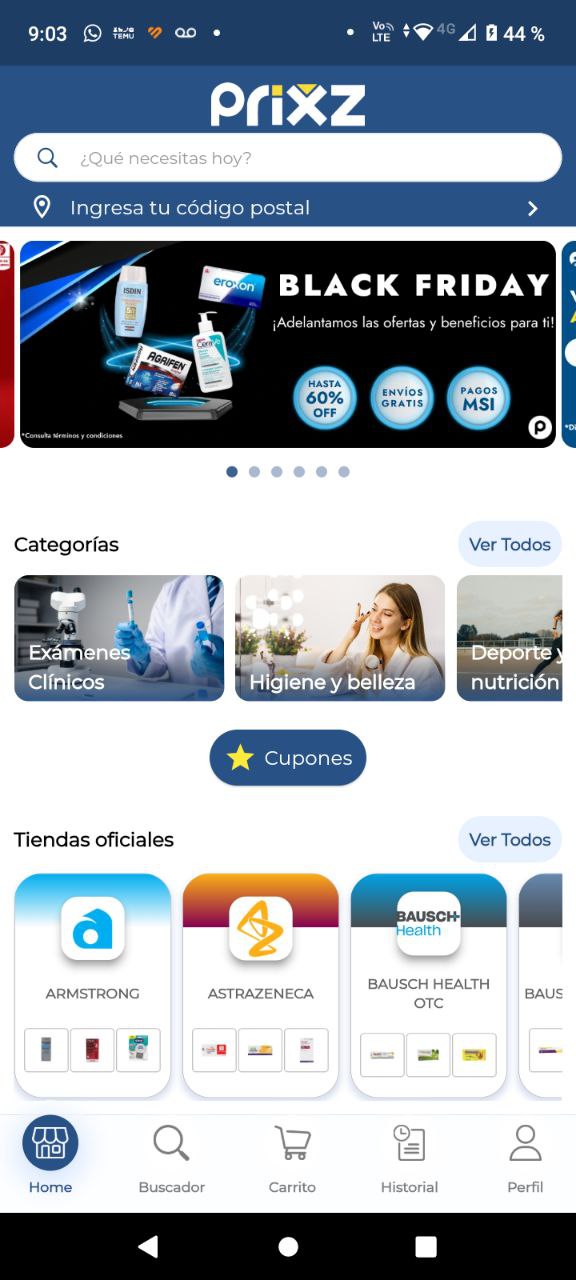 9:03
TEMU
Vo
LTE
4G
44 %
prixz
¿Qué necesitas hoy?
Ingresa tu código postal
ISDIN
eroxon
CeraVe
AGRIFEN
BLACK FRIDAY
¡Adelantamos las ofertas y beneficios para ti!
HASTA
60%
OFF
ENVÍOS
GRATIS
PAGOS
MSI
*Consulta términos y condiciones
Categorías
Ver Todos
Exámenes
Clínicos
Higiene y belleza
Deporte y
nutrición
Cupones
Tiendas oficiales
Ver Todos
BAUSCH+
Health
ARMSTRONG
ASTRAZENECA
BAUSCH HEALTH
OTC
BAUS
Home
Buscador
Carrito
Historial
Perfil